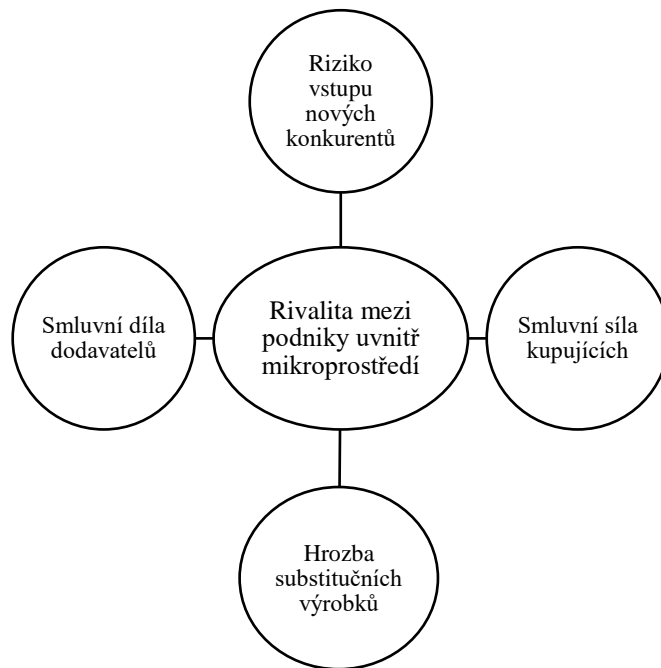 Riziko
vstupu
nových
konkurentů
Smluvní díla
dodavatelů
Rivalita mezi
podniky uvnitř
mikroprostředí
Smluvní síla
kupujících
Hrozba
substitučních
výrobků